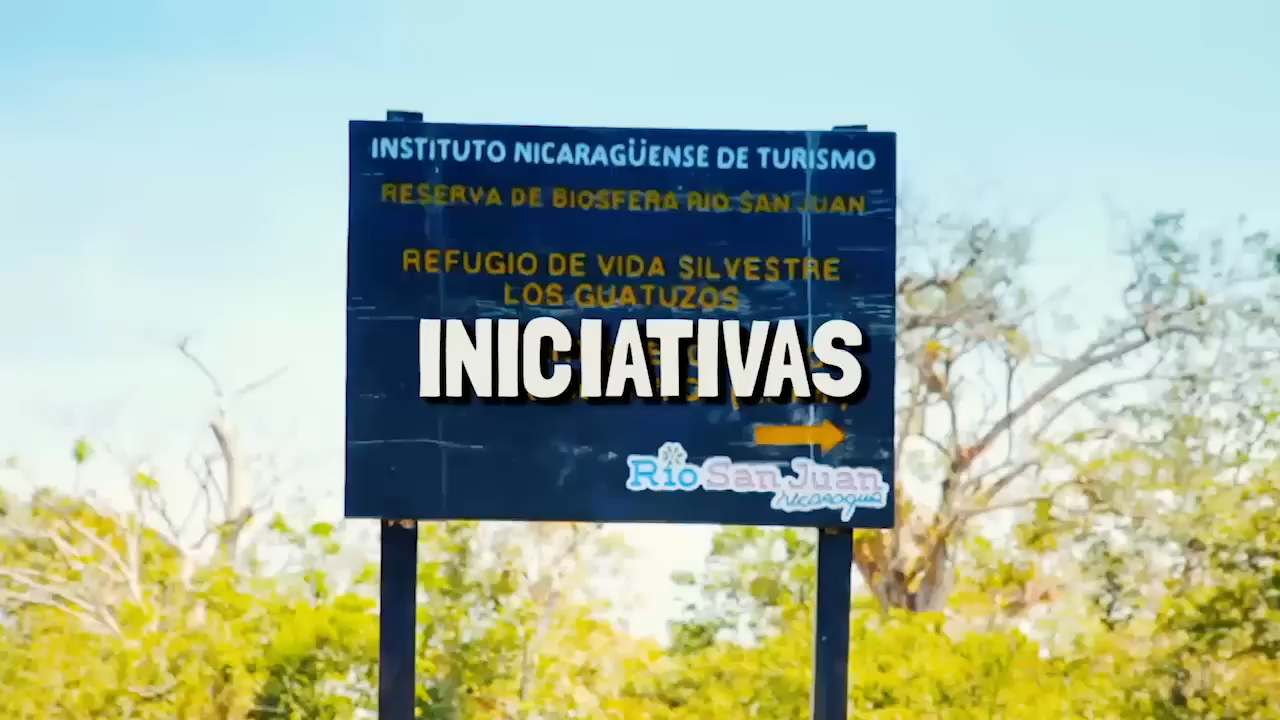 INSTITUTO NICARAGÜENSE DE TURISMO
RESERVA DE BIOSFERA RIO SAN JUAN
REFUGIO DE VIDA SILVESTRE
LOS GUATUZOS
INICIATIVAS
Río San Juan
Nicaragua